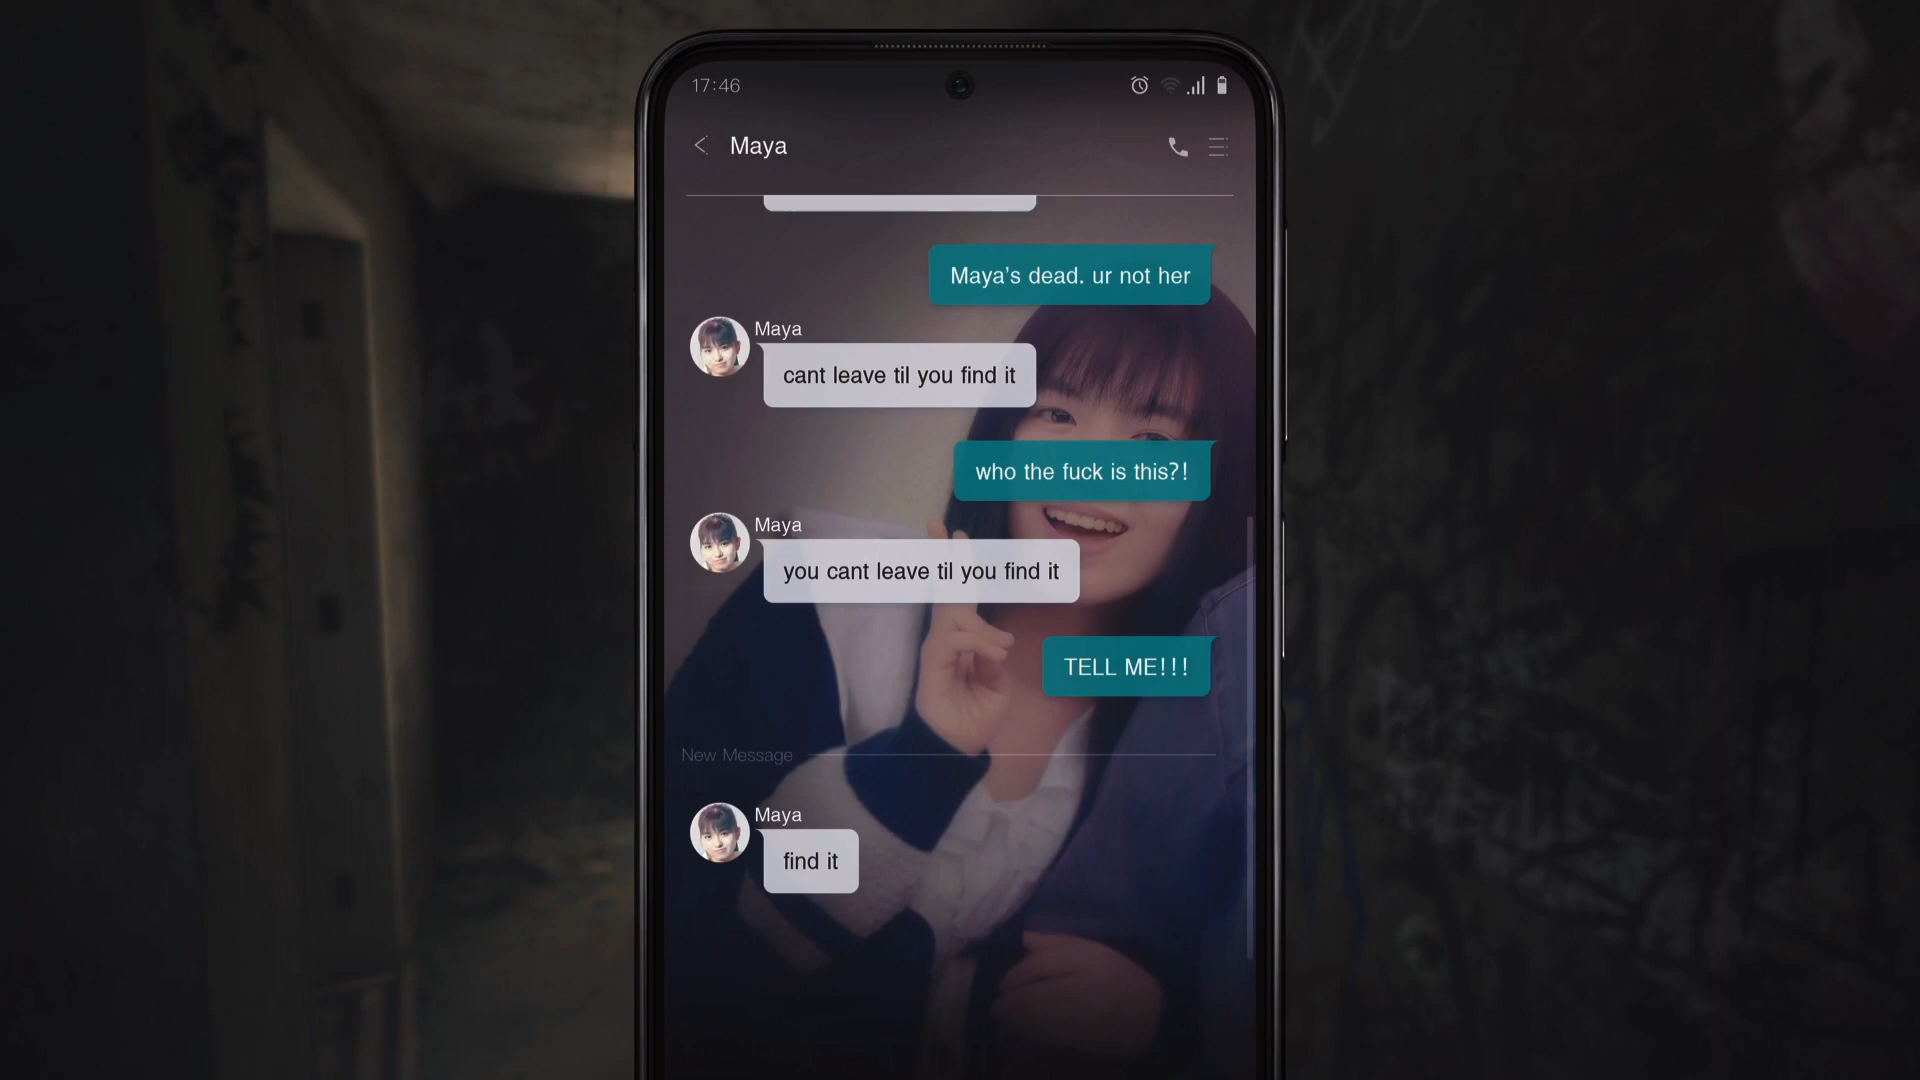 17:46
Maya
Maya's dead. ur not her
Maya
cant leave til you find it
who the fuck is this?!
Maya
you cant leave til you find it
TELL ME!!!
New Message
Maya
find it